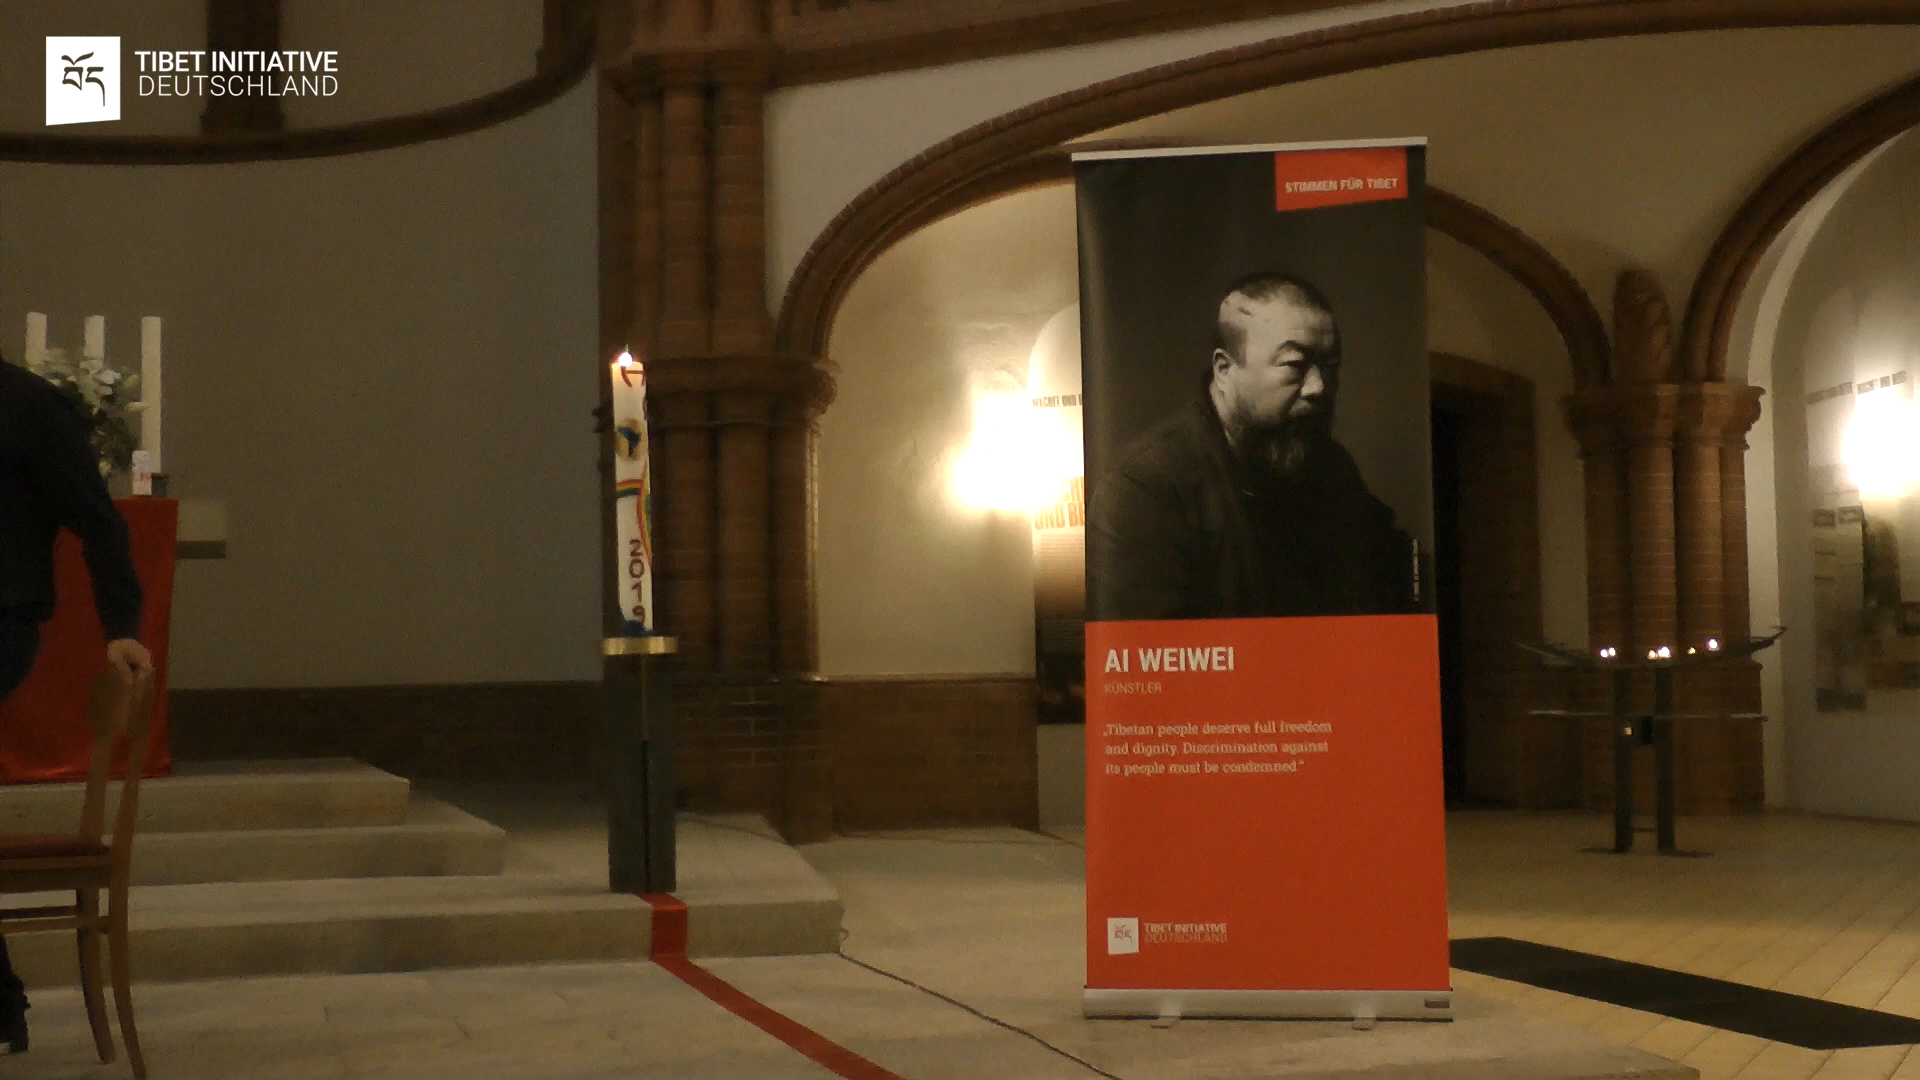 TIBET INITIATIVE
DEUTSCHLAND
STIMMEN FÜR TIBET
2019
AI WEIWEI
KÜNSTLER
„Tibetan people deserve full freedom
and dignity. Discrimination against
its people must be condemned.“
TIBET INITIATIVE
DEUTSCHLAND